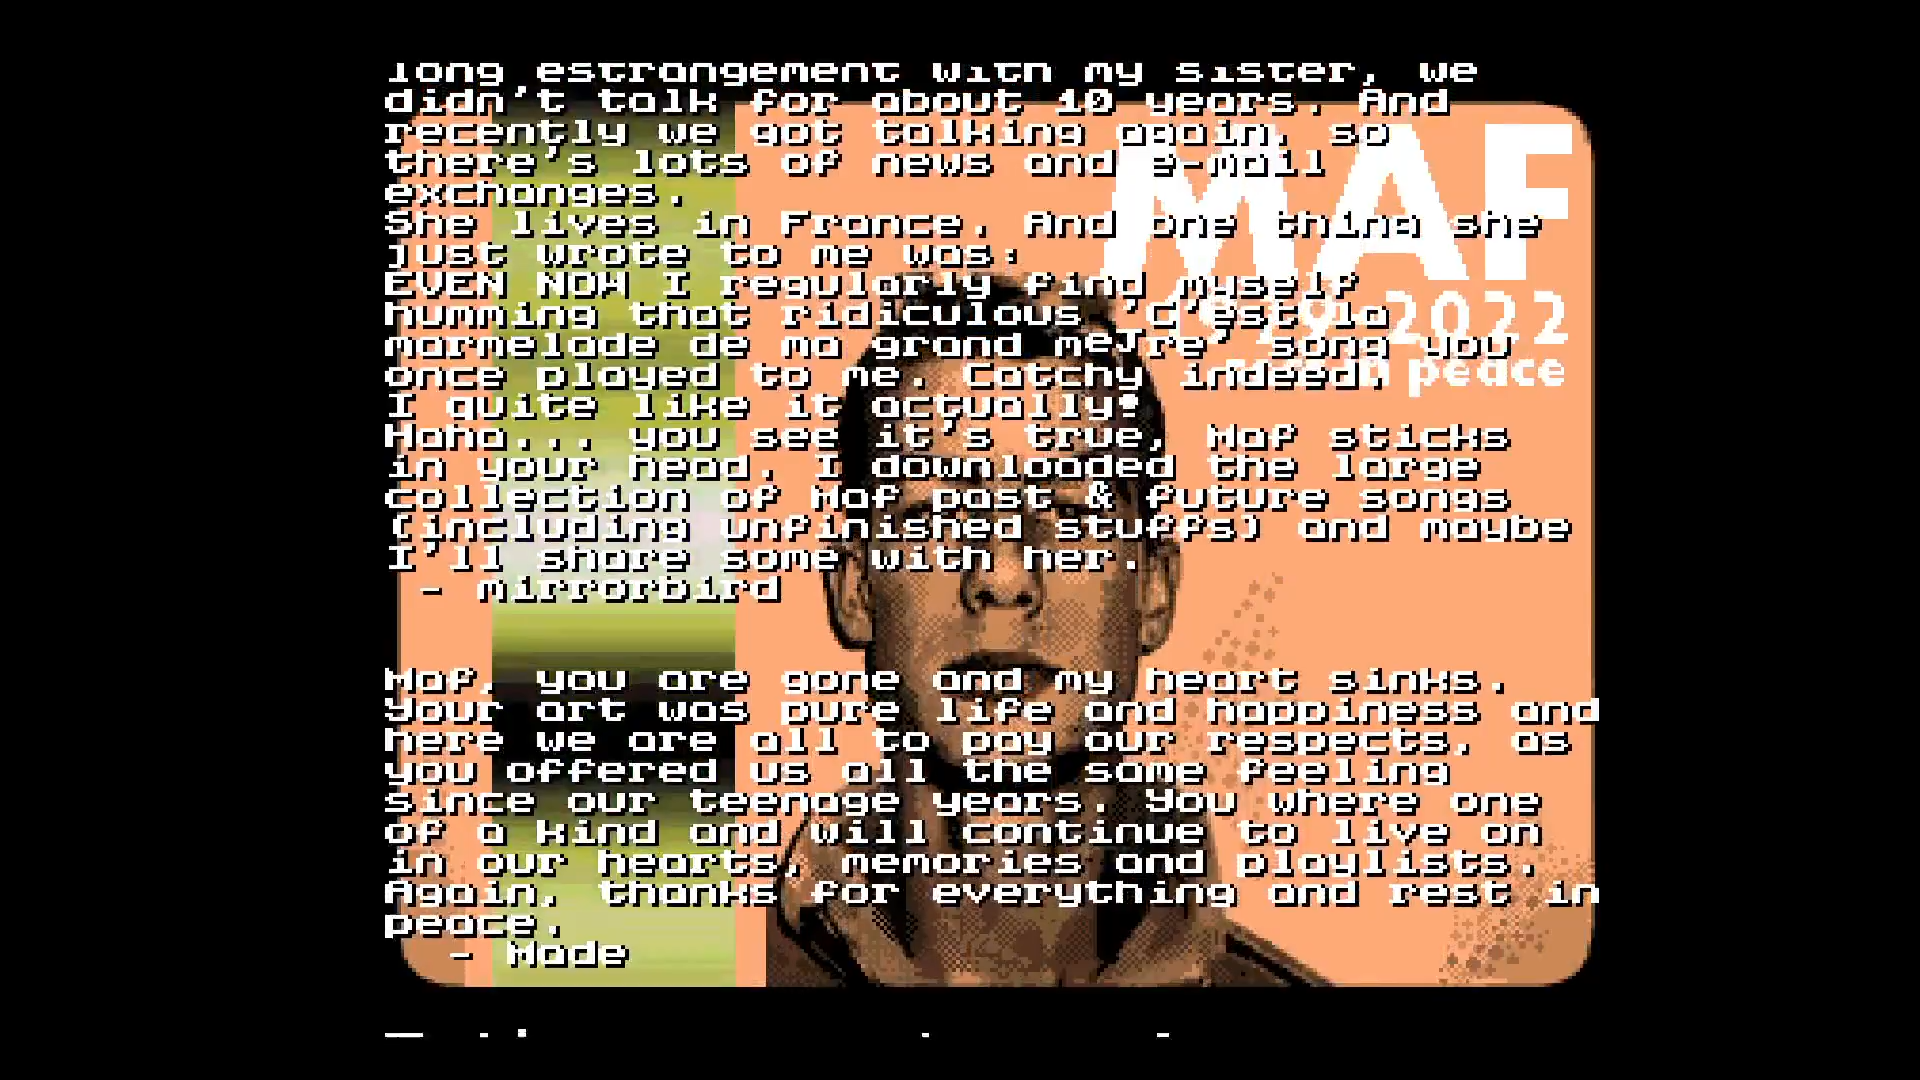 long estrangement with my sister, we
didn't talk for about 10 years. And
recently we got talking again, so
there's lots of news and e-mail
exchanges.
She lives in France. And one thing she
just wrote to me was:
EVEN NOW I regularly find myself
humming that ridiculous 'C'est la
marmelade de ma grand meJre' song you
once played to me. Catchy indeed.
I quite like it actually!
Haha... you see it's true, Maf sticks
in your head. I downloaded the large
collection of Maf past & future songs
(including unfinished stuffs) and maybe
I'll share some with her.
- mirrorbird
Maf, you are gone and my heart sinks.
Your art was pure life and happiness and
here we are all to pay our respects, as
you offered us all the same feeling
since our teenage years. You where one
of a kind and will continue to live on
in our hearts, memories and playlists.
Again, thanks for everything and rest in
peace.
- Made
MAF
2022
peace